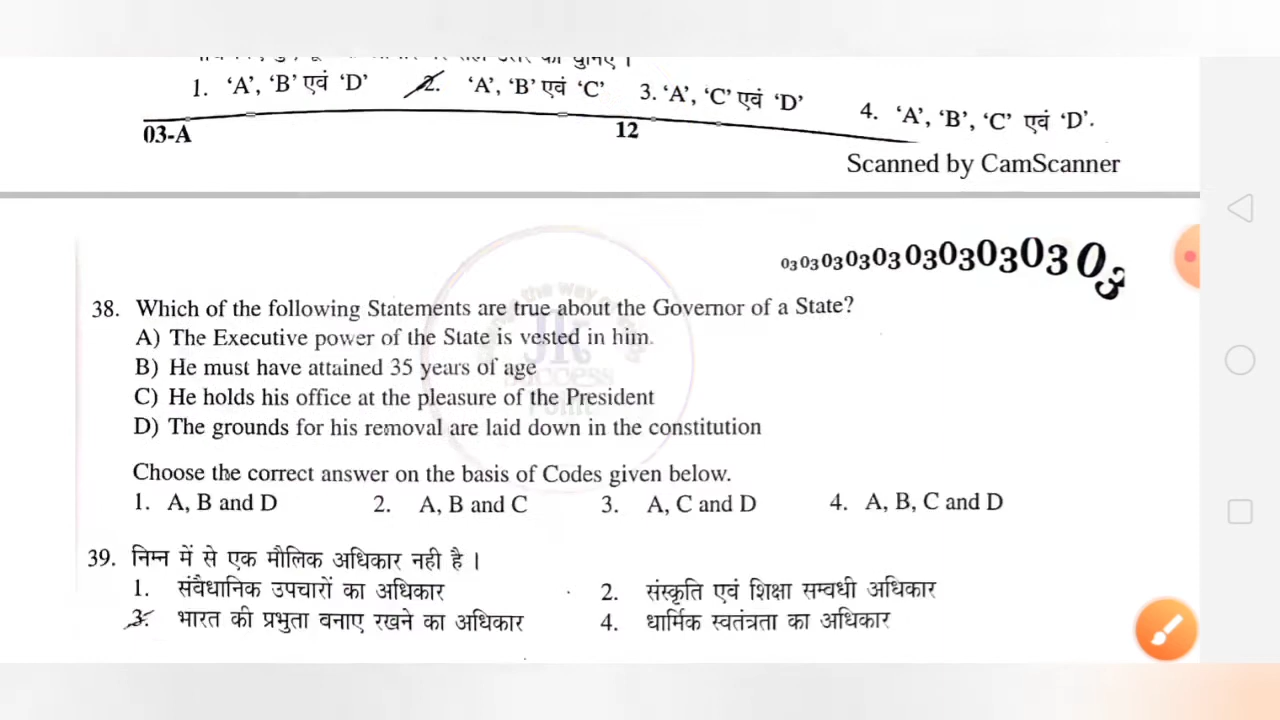 1. ‘A’, ‘B’ एवं ‘D’ 2. ‘A’, ‘B’ एवं ‘C’ 3. ‘A’, ‘C’ एवं ‘D’ 4. ‘A’, ‘B’, ‘C’ एवं ‘D’.
03-A 12
Scanned by CamScanner
03030303030303030303
38. Which of the following Statements are true about the Governor of a State?
A) The Executive power of the State is vested in him.
B) He must have attained 35 years of age
C) He holds his office at the pleasure of the President
D) The grounds for his removal are laid down in the constitution
Choose the correct answer on the basis of Codes given below.
1. A, B and D 2. A, B and C 3. A, C and D 4. A, B, C and D
39. निम्न में से एक मौलिक अधिकार नही है ।
1. संवैधानिक उपचारों का अधिकार 2. संस्कृति एवं शिक्षा सम्वधी अधिकार
3. भारत की प्रभुता वनाए रखने का अधिकार 4. धार्मिक स्वतंत्रता का अधिकार